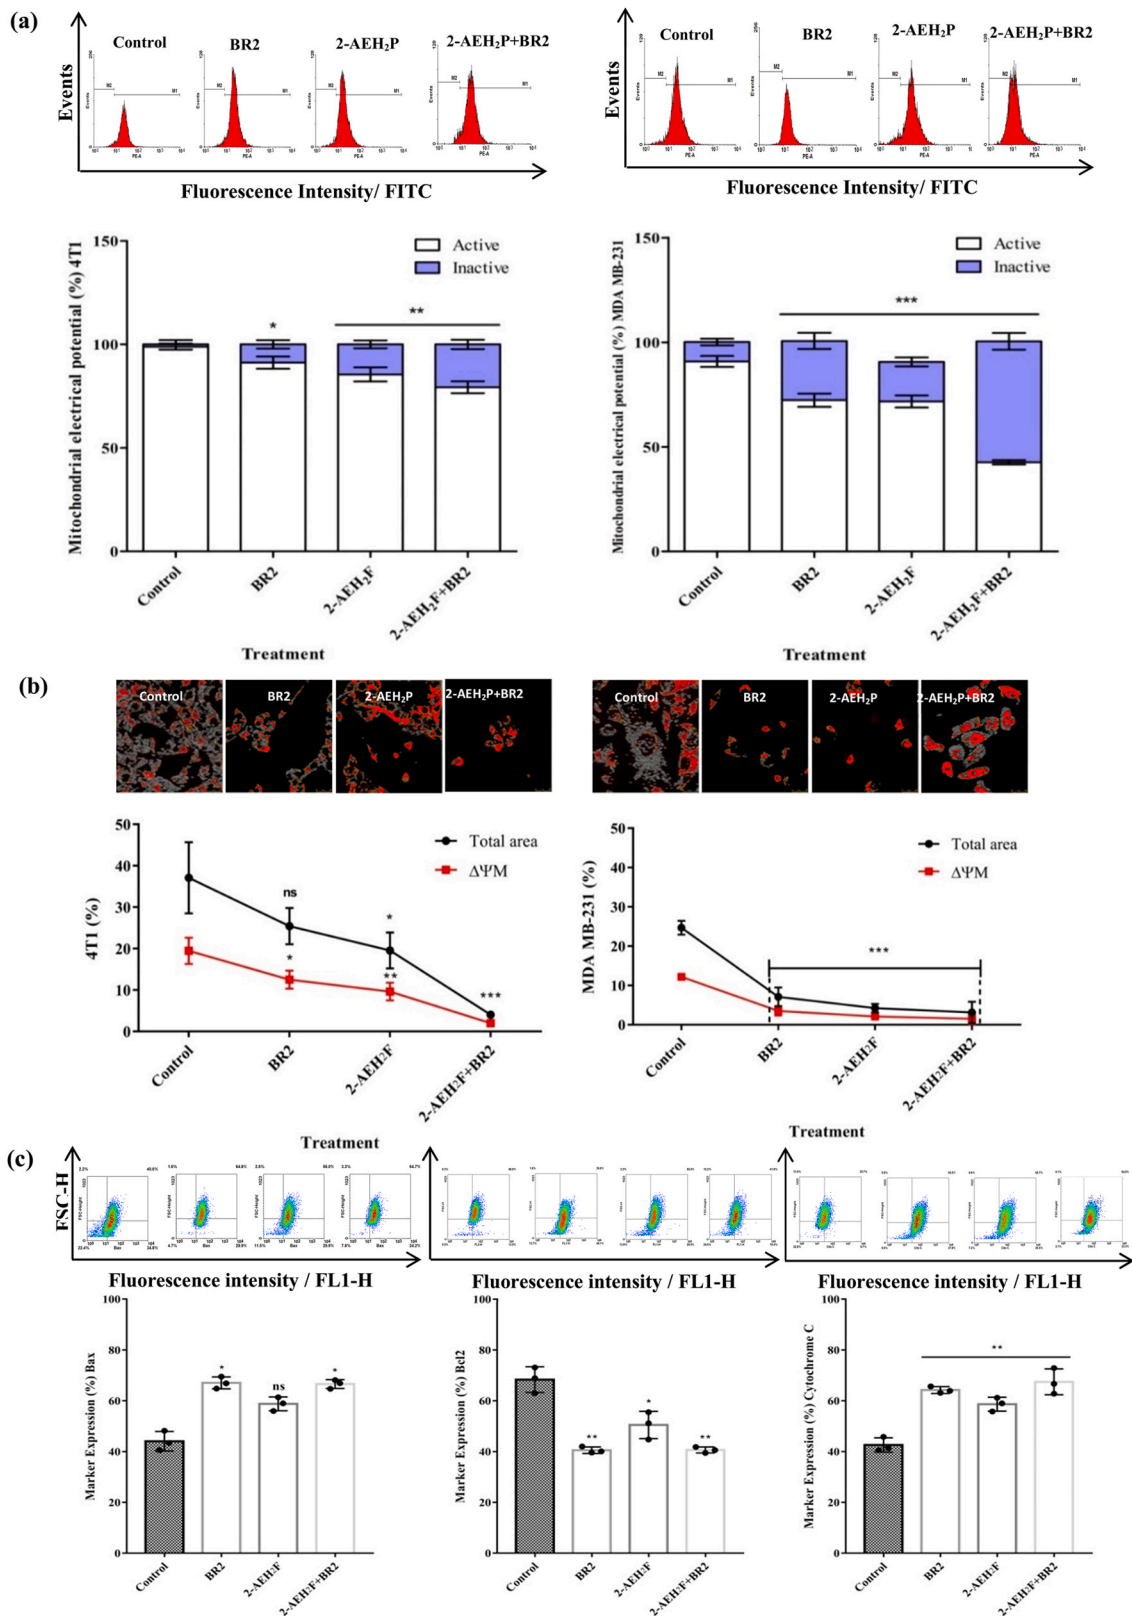 (a)
Control BR2 2-AEH₂P 2-AEH₂P+BR2
Control BR2 2-AEH₂P 2-AEH₂P+BR2
Events
M2 M1
PE-A
Fluorescence Intensity/ FITC
Fluorescence Intensity/ FITC
Mitochondrial electrical potential (%) 4T1
150
100
50
0
Active
Inactive
*
**
Control BR2 2-AEH₂F 2-AEH₂F+BR2
Treatment
Mitochondrial electrical potential (%) MDA MB-231
150
100
50
0
Active
Inactive
***
Control BR2 2-AEH₂F 2-AEH₂F+BR2
(b)
Control BR2 2-AEH₂P 2-AEH₂P+BR2
Control BR2 2-AEH₂P 2-AEH₂P+BR2
4T1 (%)
50
40
30
20
10
0
Total area
ΔΨM
ns
*
*
**
***
Control BR2 2-AEH2F 2-AEH2F+BR2
Treatment
MDA MB-231 (%)
50
40
30
20
10
0
Total area
ΔΨM
***
Control BR2 2-AEH2F 2-AEH2F+BR2
Treatment
(c)
FSC-H
Fluorescence intensity / FL1-H
Fluorescence intensity / FL1-H
Fluorescence intensity / FL1-H
Marker Expression (%) Bax
100
80
60
40
20
0
*
ns
*
Control BR2 2-AEH2F 2-AEH2F+BR2
Marker Expression (%) Bcl2
100
80
60
40
20
0
**
*
**
Control BR2 2-AEH2F 2-AEH2F+BR2
Marker Expression (%) Cytochrome C
100
80
60
40
20
0
**
Control BR2 2-AEH2F 2-AEH2F+BR2